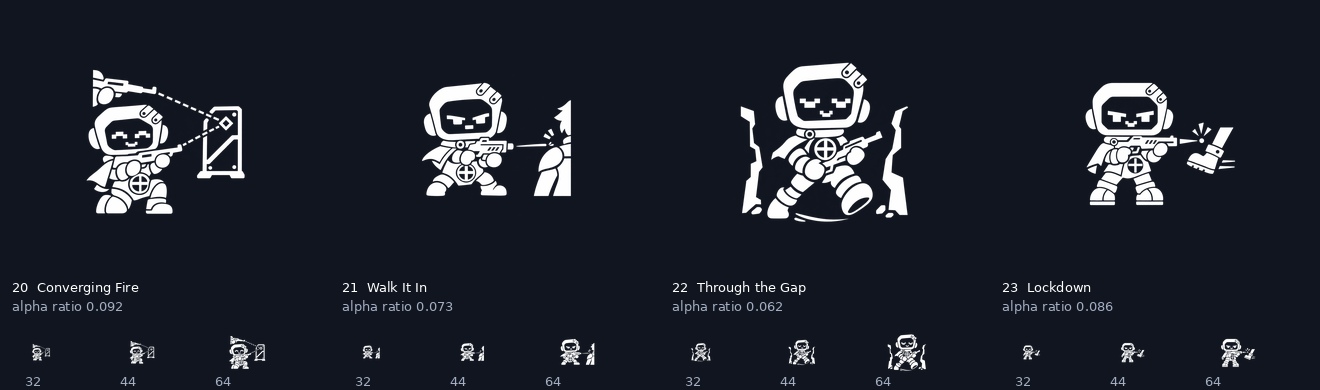 20 Converging Fire
alpha ratio 0.092
32 44 64
21 Walk It In
alpha ratio 0.073
32 44 64
22 Through the Gap
alpha ratio 0.062
32 44 64
23 Lockdown
alpha ratio 0.086
32 44 64